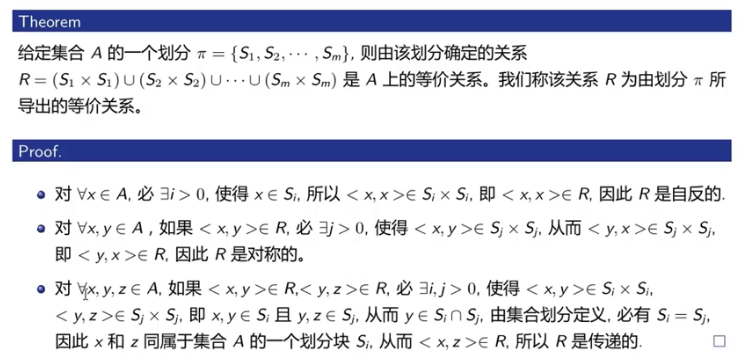 Theorem
给定集合 A 的一个划分 π = {S₁, S₂, ⋯ , Sₘ}, 则由该划分确定的关系
R = (S₁ × S₁) ∪ (S₂ × S₂) ∪ ⋯ ∪ (Sₘ × Sₘ) 是 A 上的等价关系。我们称该关系 R 为由划分 π 所
导出的等价关系。
Proof.
对 ∀x ∈ A, 必 ∃i > 0, 使得 x ∈ Sᵢ, 所以 < x, x >∈ Sᵢ × Sᵢ, 即 < x, x >∈ R, 因此 R 是自反的.
对 ∀x, y ∈ A , 如果 < x, y >∈ R, 必 ∃j > 0, 使得 < x, y >∈ Sⱼ × Sⱼ, 从而 < y, x >∈ Sⱼ × Sⱼ,
即 < y, x >∈ R, 因此 R 是对称的。
对 ∀x, y, z ∈ A, 如果 < x, y >∈ R,< y, z >∈ R, 必 ∃i, j > 0, 使得 < x, y >∈ Sᵢ × Sᵢ,
< y, z >∈ Sⱼ × Sⱼ, 即 x, y ∈ Sᵢ 且 y, z ∈ Sⱼ, 从而 y ∈ Sᵢ ∩ Sⱼ, 由集合划分定义, 必有 Sᵢ = Sⱼ,
因此 x 和 z 同属于集合 A 的一个划分块 Sᵢ, 从而 < x, z >∈ R, 所以 R 是传递的.